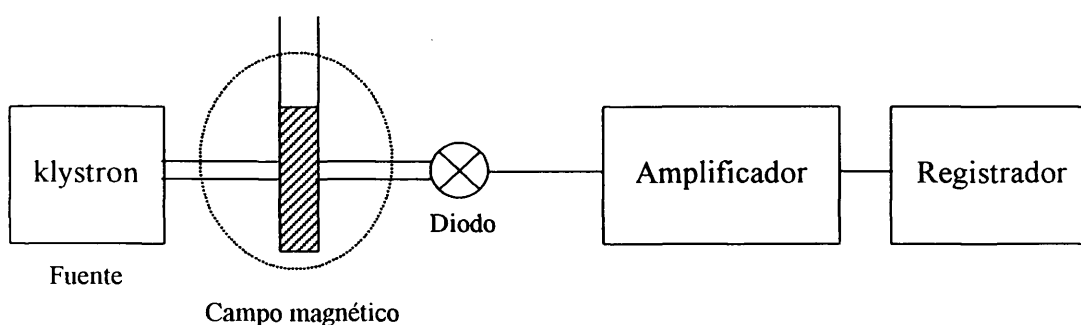 klystron
Fuente
Campo magnético
Diodo
Amplificador
Registrador